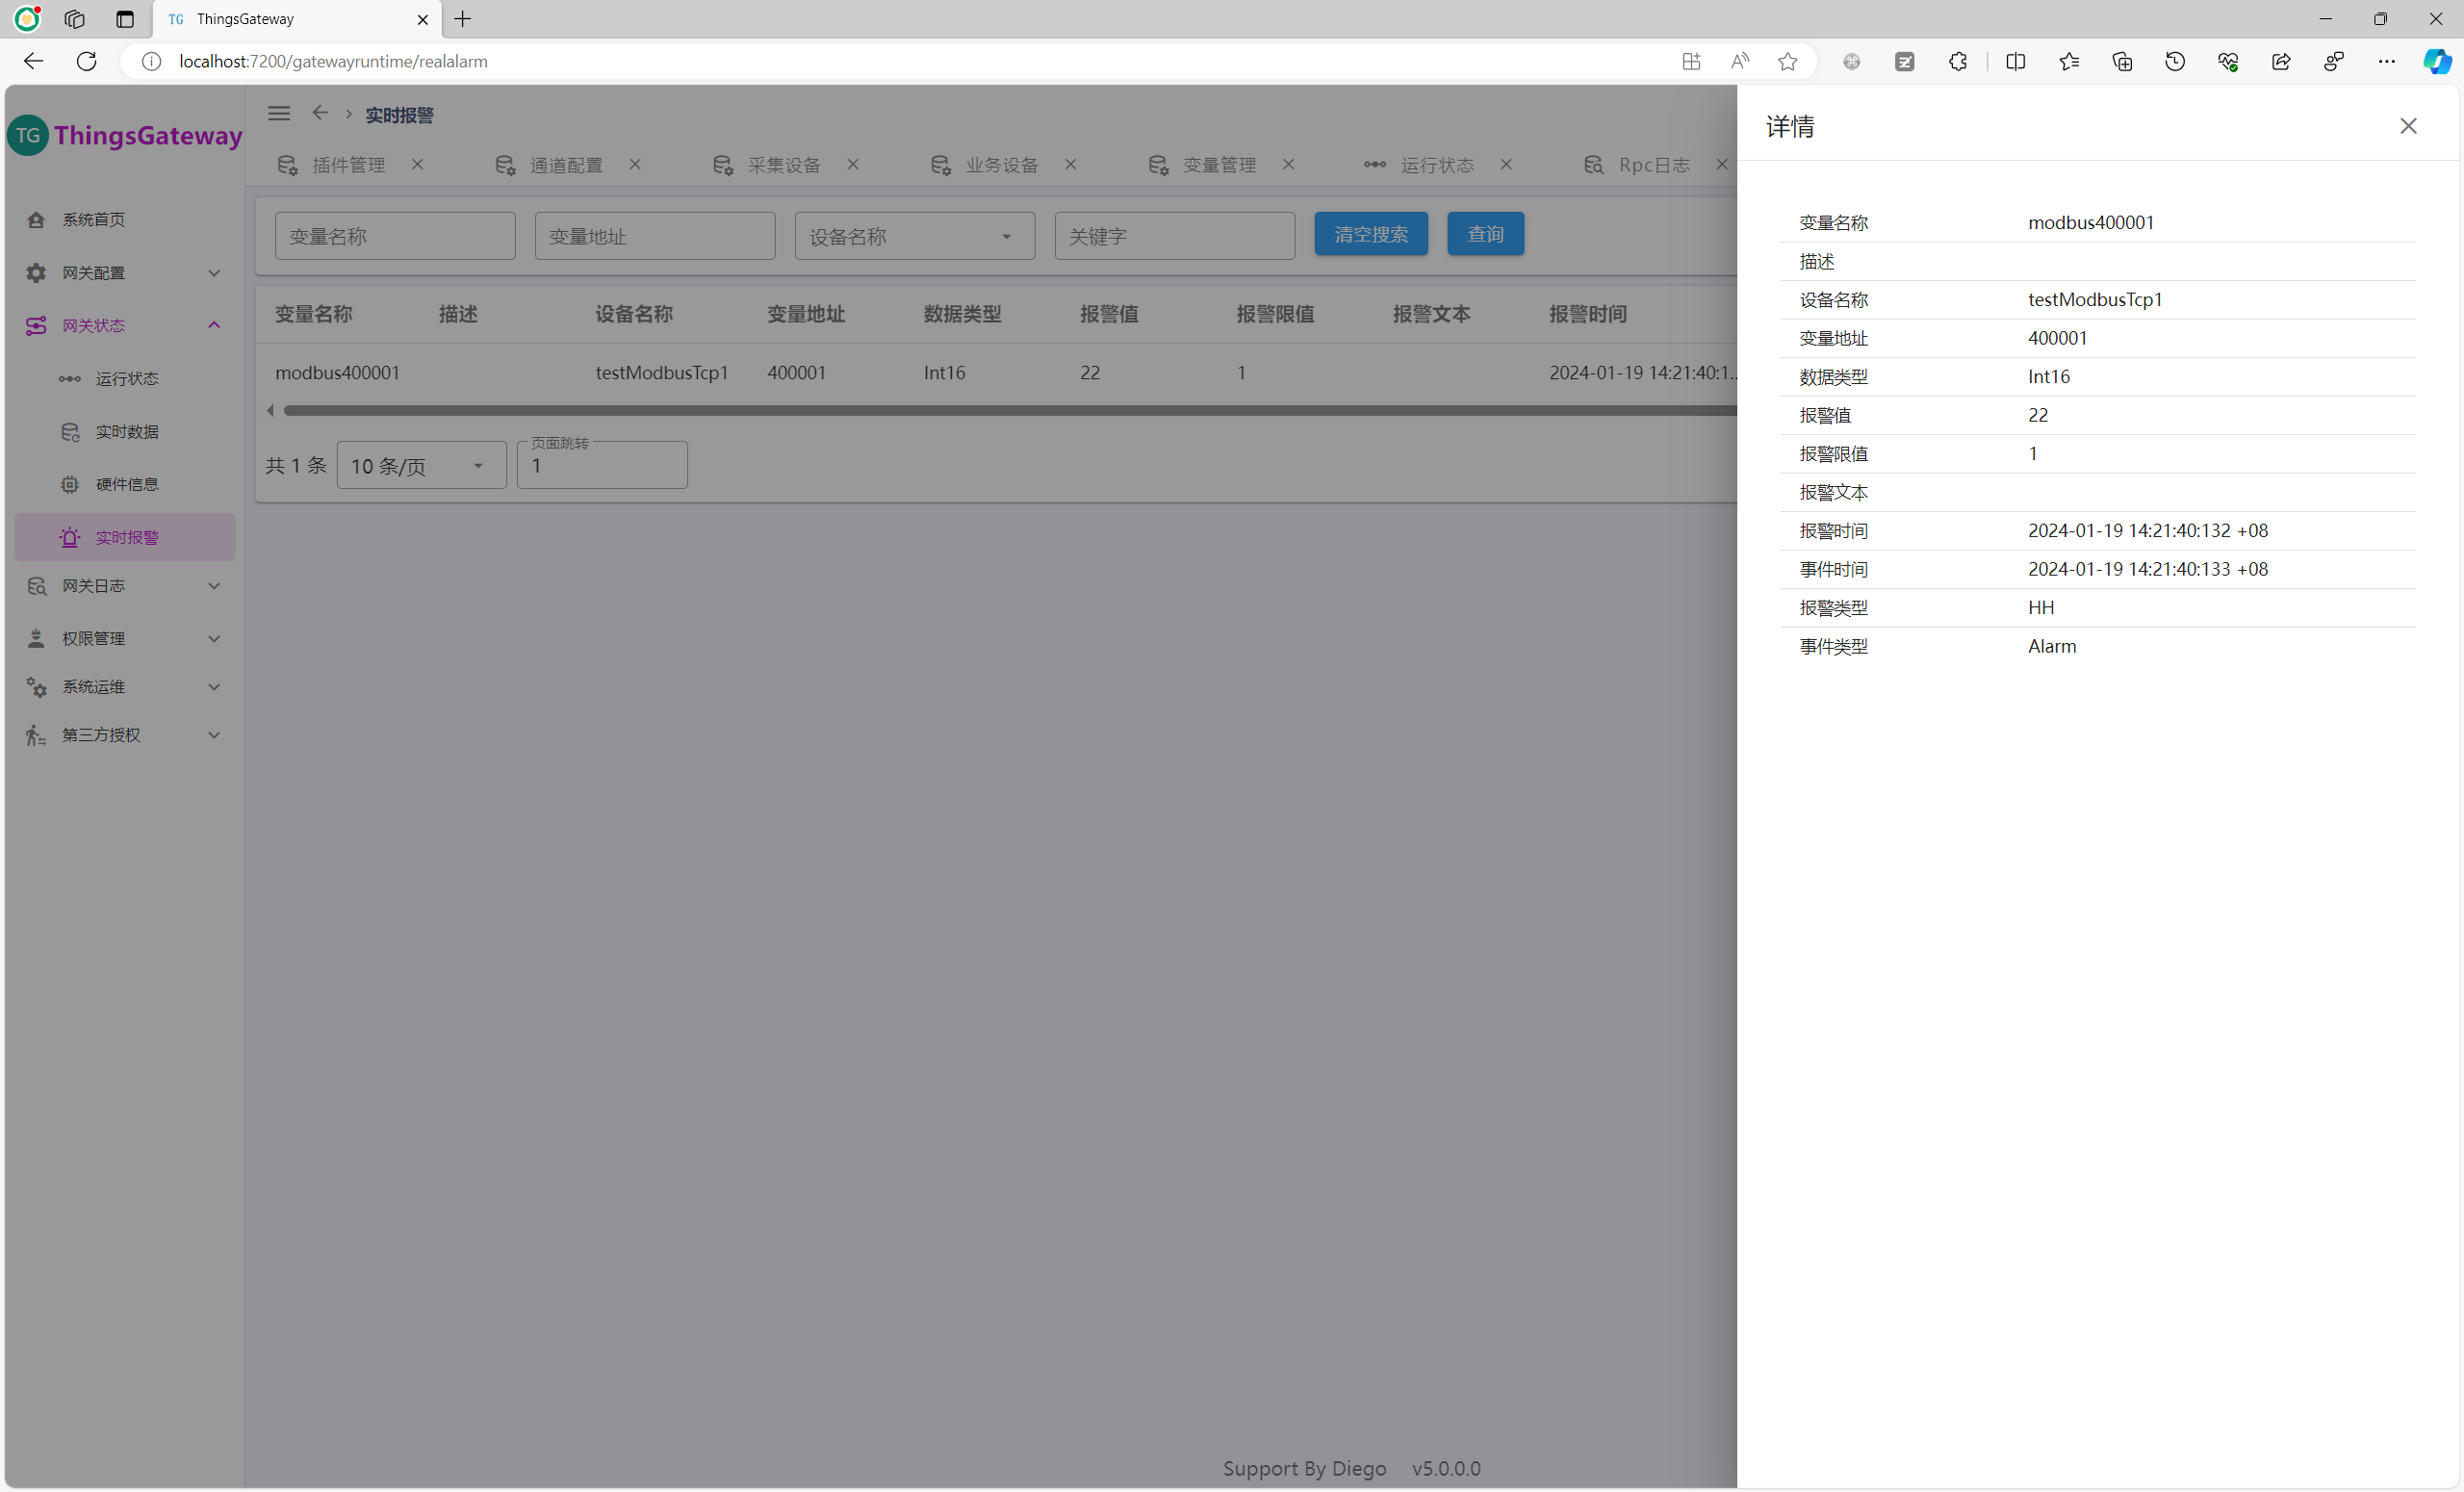 TG ThingsGateway
localhost:7200/gatewayruntime/realalarm
TG ThingsGateway
系统首页
网关配置
网关状态
运行状态
实时数据
硬件信息
实时报警
网关日志
权限管理
系统运维
第三方授权
实时报警
插件管理 通道配置 采集设备 业务设备 变量管理 运行状态 Rpc日志
变量名称 变量地址 设备名称 关键字 清空搜索 查询
变量名称 描述 设备名称 变量地址 数据类型 报警值 报警限值 报警文本 报警时间
modbus400001 testModbusTcp1 400001 Int16 22 1 2024-01-19 14:21:40:1...
页面跳转
共 1 条 10 条/页 1
Support By Diego v5.0.0.0
详情
变量名称 modbus400001
描述
设备名称 testModbusTcp1
变量地址 400001
数据类型 Int16
报警值 22
报警限值 1
报警文本
报警时间 2024-01-19 14:21:40:132 +08
事件时间 2024-01-19 14:21:40:133 +08
报警类型 HH
事件类型 Alarm